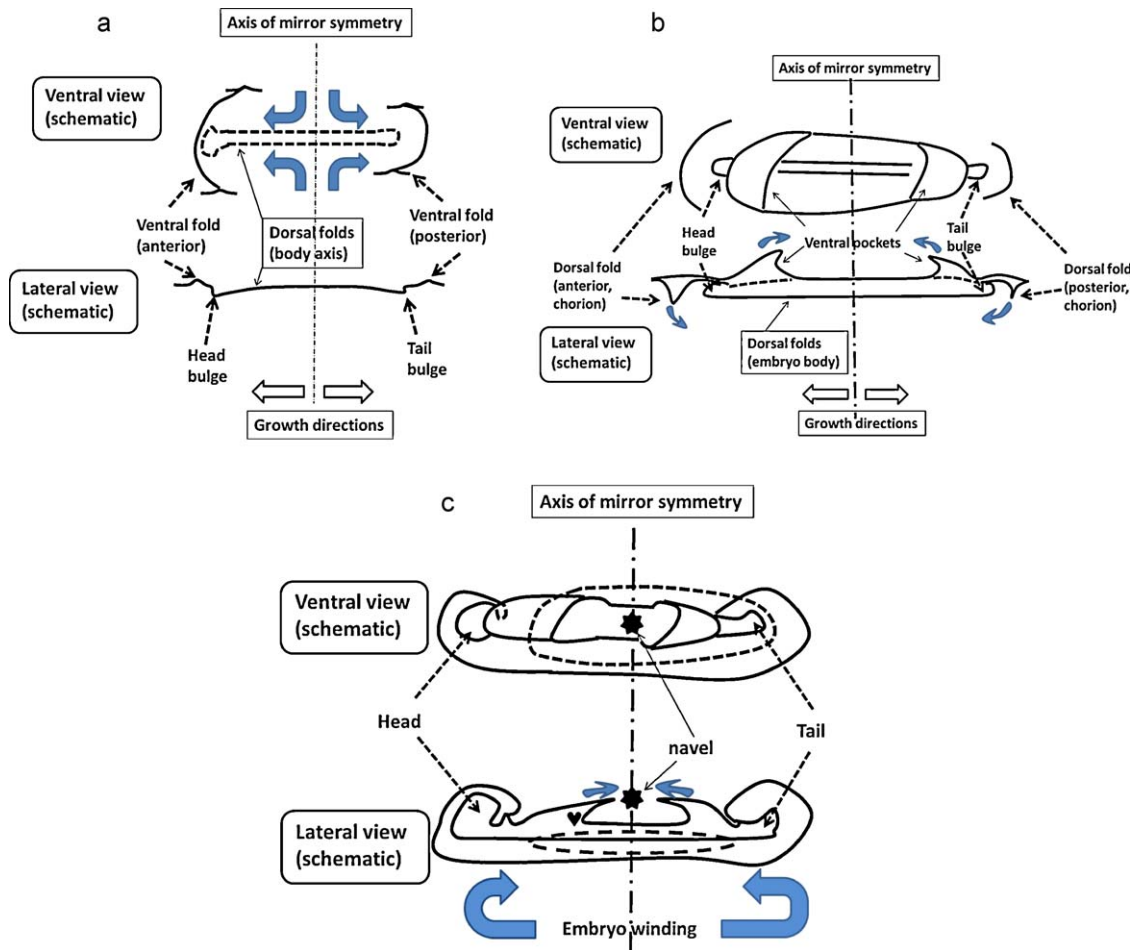 a
Axis of mirror symmetry
Ventral view
(schematic)
Ventral fold
(anterior)
Dorsal folds
(body axis)
Ventral fold
(posterior)
Lateral view
(schematic)
Head
bulge
Tail
bulge
Growth directions
b
Axis of mirror symmetry
Ventral view
(schematic)
Head
bulge
Ventral pockets
Tail
bulge
Dorsal fold
(anterior,
chorion)
Dorsal fold
(posterior,
chorion)
Lateral view
(schematic)
Dorsal folds
(embryo body)
Growth directions
c
Axis of mirror symmetry
Ventral view
(schematic)
Head
navel
Tail
Lateral view
(schematic)
Embryo winding